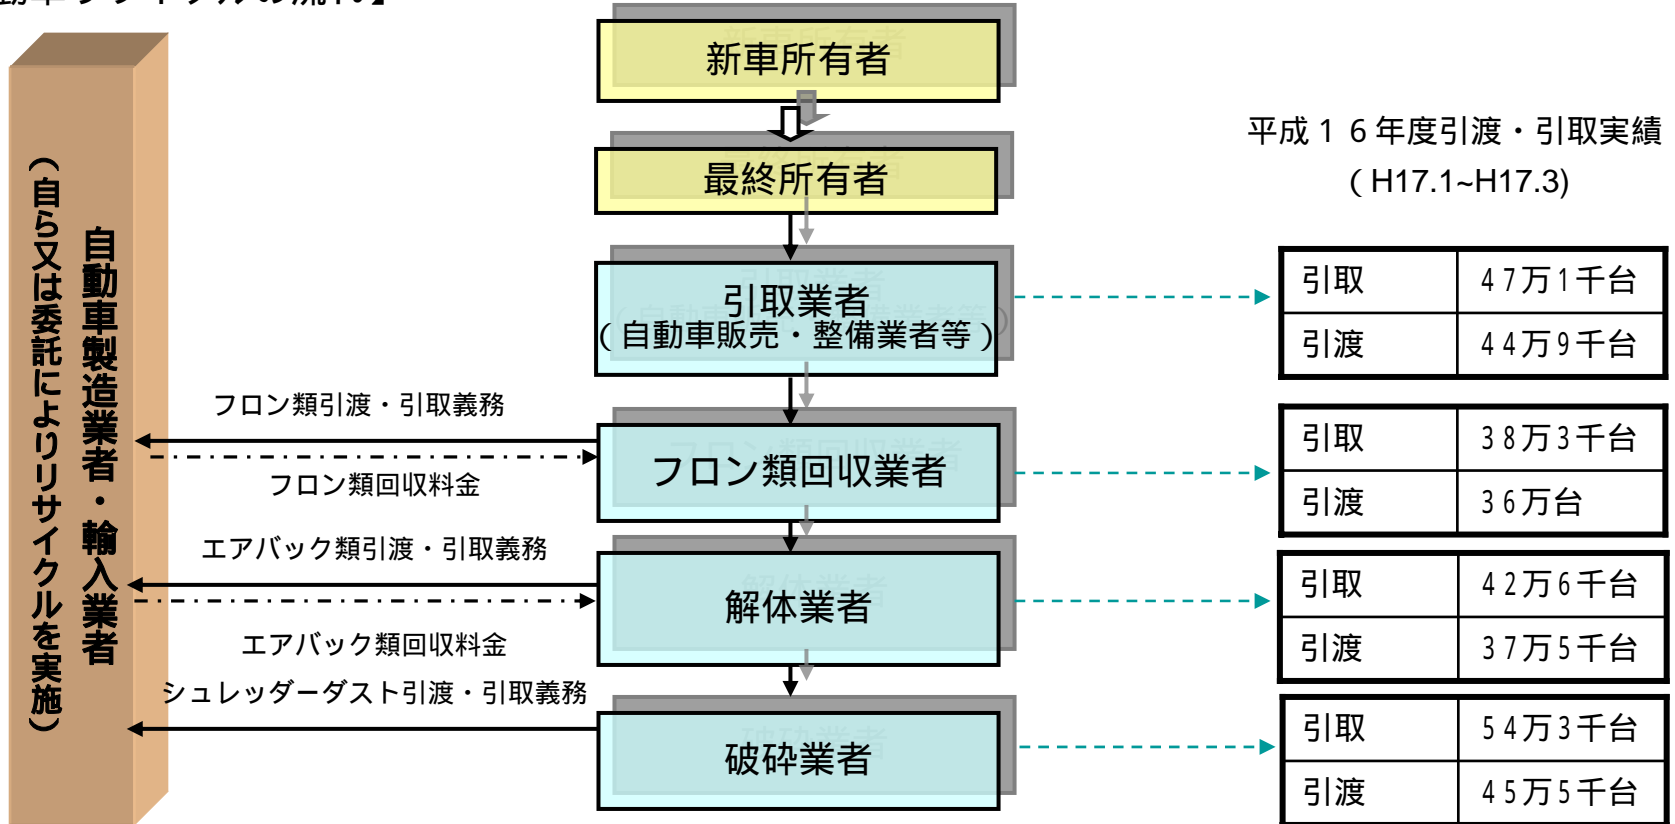 新車所有者
最終所有者
平成16年度引渡・引取実績
(H17.1~H17.3)
引取業者
(自動車販売・整備業者等)
引取 47万1千台
引渡 44万9千台
自動車製造業者・輸入業者
(自ら又は委託によりリサイクルを実施)
フロン類引渡・引取義務
フロン類回収料金
フロン類回収業者
引取 38万3千台
引渡 36万台
エアバック類引渡・引取義務
エアバック類回収料金
解体業者
引取 42万6千台
引渡 37万5千台
シュレッダーダスト引渡・引取義務
破砕業者
引取 54万3千台
引渡 45万5千台